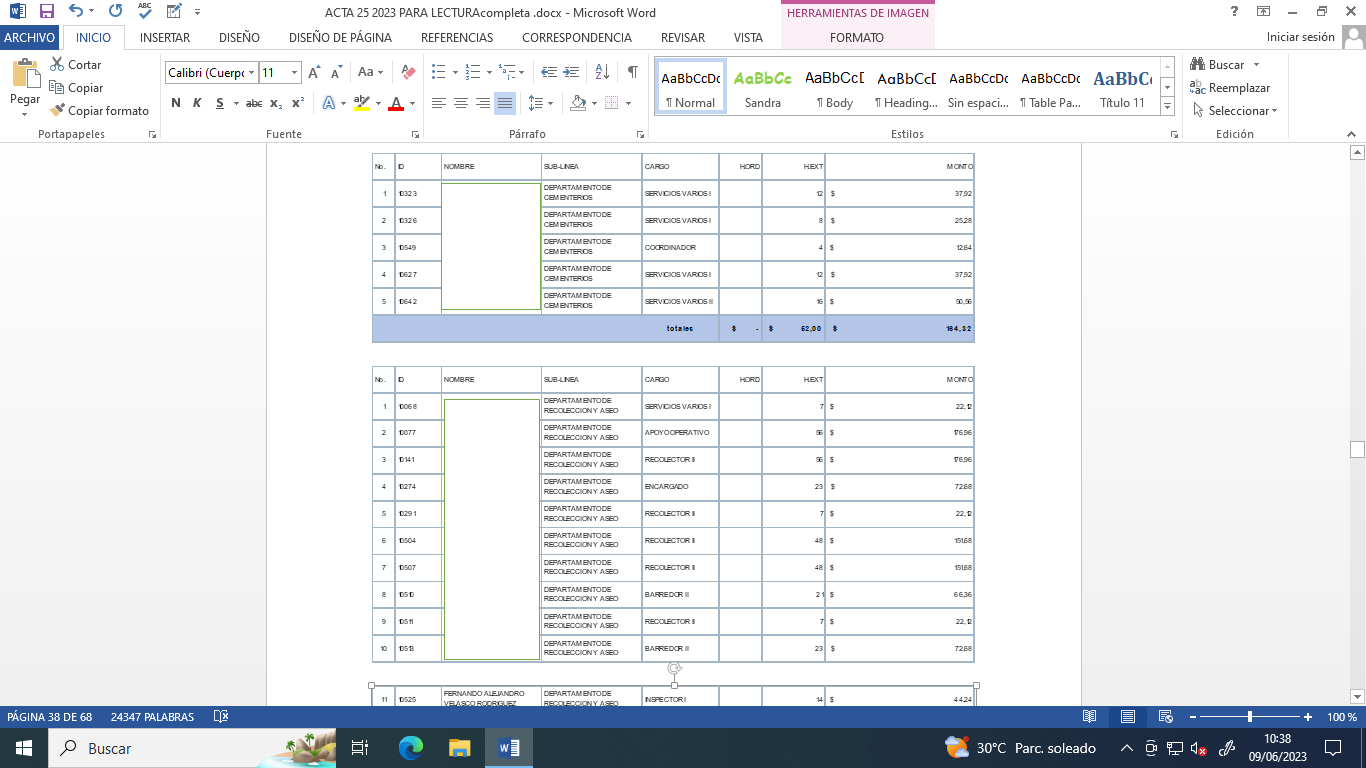 ACTA 25 2023 PARA LECTURAcompleta .docx - Microsoft Word
HERRAMIENTAS DE IMAGEN
ARCHIVO INICIO INSERTAR DISEÑO DISEÑO DE PÁGINA REFERENCIAS CORRESPONDENCIA REVISAR VISTA FORMATO Iniciar sesión
Pegar
Cortar
Copiar
Copiar formato
Portapapeles
Calibri (Cuerpo 11
N K S abc x₂ x²
Fuente
Párrafo
AaBbCcDc AaBbCc AaBbCcD AaBbCcD AaBbCcDc AaBbCcDc AaBbC
¶ Normal Sandra ¶ Body ¶ Heading... Sin espaci... ¶ Table Pa... Título 11
Estilos
Buscar
Reemplazar
Seleccionar
Edición
No. ID NOMBRE SUB-LINEA CARGO H.ORD H.EXT MONTO
1 10323 DEPARTAMENTO DE CEMENTERIOS SERVICIOS VARIOS I 12 $ 37,92
2 10326 DEPARTAMENTO DE CEMENTERIOS SERVICIOS VARIOS I 8 $ 25,28
3 10549 DEPARTAMENTO DE CEMENTERIOS COORDINADOR 4 $ 12,64
4 10627 DEPARTAMENTO DE CEMENTERIOS SERVICIOS VARIOS I 12 $ 37,92
5 10642 DEPARTAMENTO DE CEMENTERIOS SERVICIOS VARIOS II 16 $ 50,56
totales $ - $ 52,00 $ 164,32
No. ID NOMBRE SUB-LINEA CARGO H.ORD H.EXT MONTO
1 10068 DEPARTAMENTO DE RECOLECCION Y ASEO SERVICIOS VARIOS I 7 $ 22,12
2 10077 DEPARTAMENTO DE RECOLECCION Y ASEO APOYO OPERATIVO 56 $ 176,96
3 10141 DEPARTAMENTO DE RECOLECCION Y ASEO RECOLECTOR II 56 $ 176,96
4 10274 DEPARTAMENTO DE RECOLECCION Y ASEO ENCARGADO 23 $ 72,68
5 10291 DEPARTAMENTO DE RECOLECCION Y ASEO RECOLECTOR II 7 $ 22,12
6 10504 DEPARTAMENTO DE RECOLECCION Y ASEO RECOLECTOR II 48 $ 151,68
7 10507 DEPARTAMENTO DE RECOLECCION Y ASEO RECOLECTOR II 48 $ 151,68
8 10510 DEPARTAMENTO DE RECOLECCION Y ASEO BARREDOR II 21 $ 66,36
9 10511 DEPARTAMENTO DE RECOLECCION Y ASEO RECOLECTOR II 7 $ 22,12
10 10513 DEPARTAMENTO DE RECOLECCION Y ASEO BARREDOR II 23 $ 72,68
11 10525 FERNANDO ALEJANDRO VELASCO RODRIGUEZ DEPARTAMENTO DE RECOLECCION Y ASEO INSPECTOR I 14 $ 44,24
PÁGINA 38 DE 68 24347 PALABRAS 100 %
Buscar
30°C Parc. soleado
10:38
09/06/2023